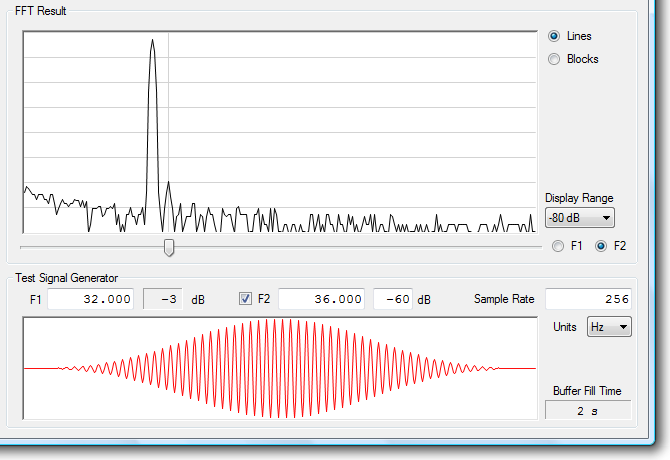 FFT Result
Lines
Blocks
Display Range
-80 dB
F1 F2
Test Signal Generator
F1 32.000 -3 dB F2 36.000 -60 dB Sample Rate 256
Units Hz
Buffer Fill Time
2 s